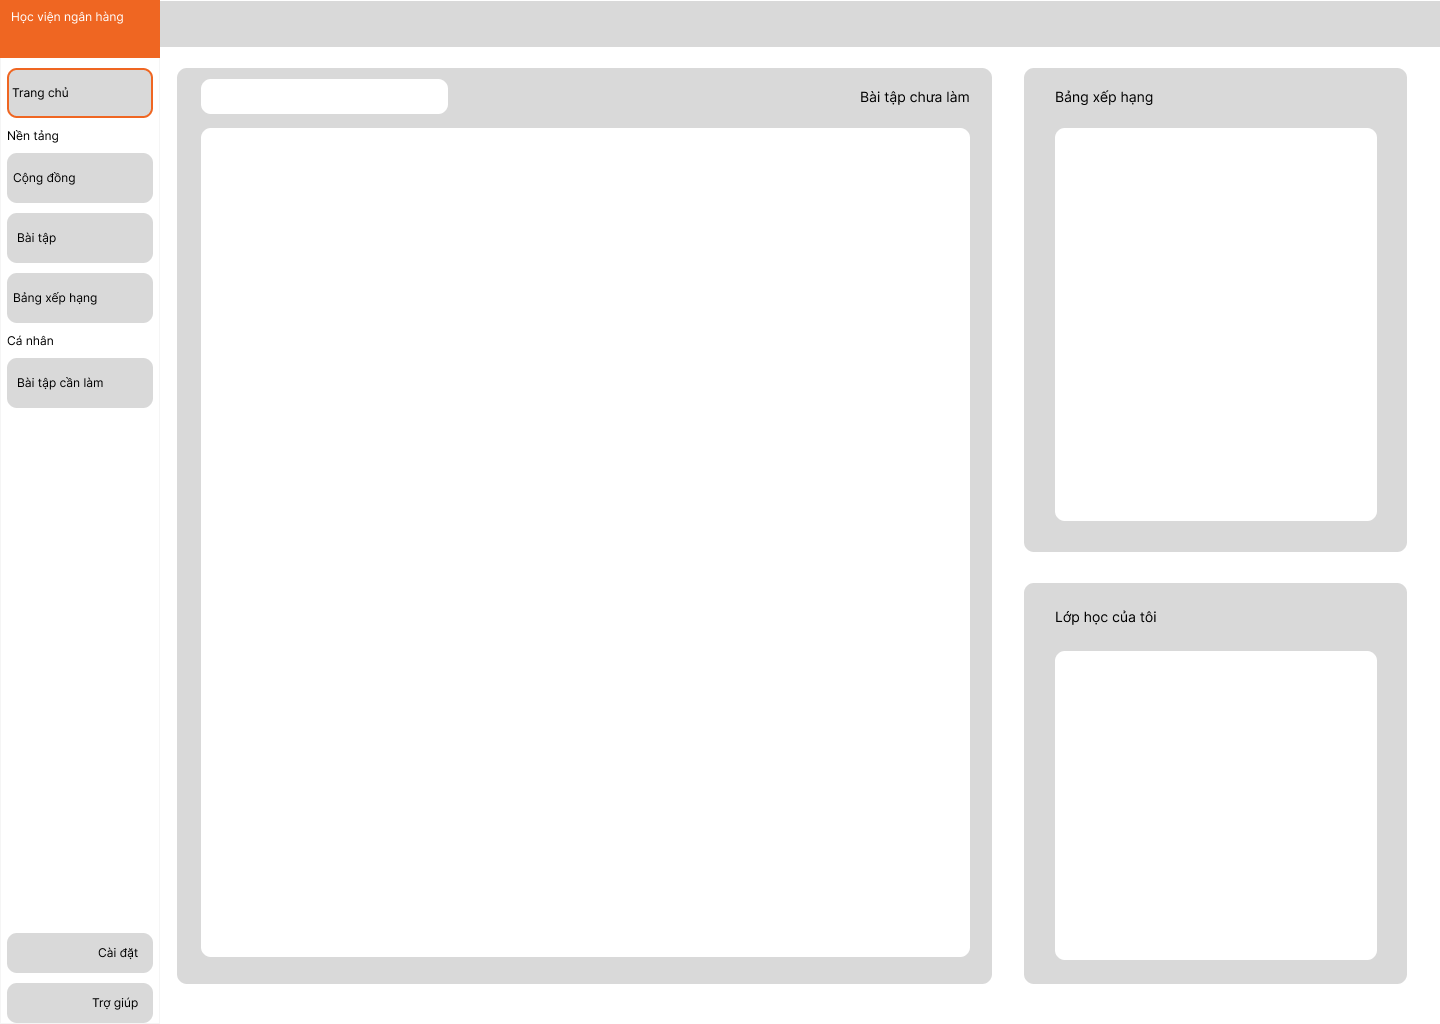 Học viện ngân hàng
Trang chủ
Nền tảng
Cộng đồng
Bài tập
Bảng xếp hạng
Cá nhân
Bài tập cần làm
Cài đặt
Trợ giúp
Bài tập chưa làm
Bảng xếp hạng
Lớp học của tôi